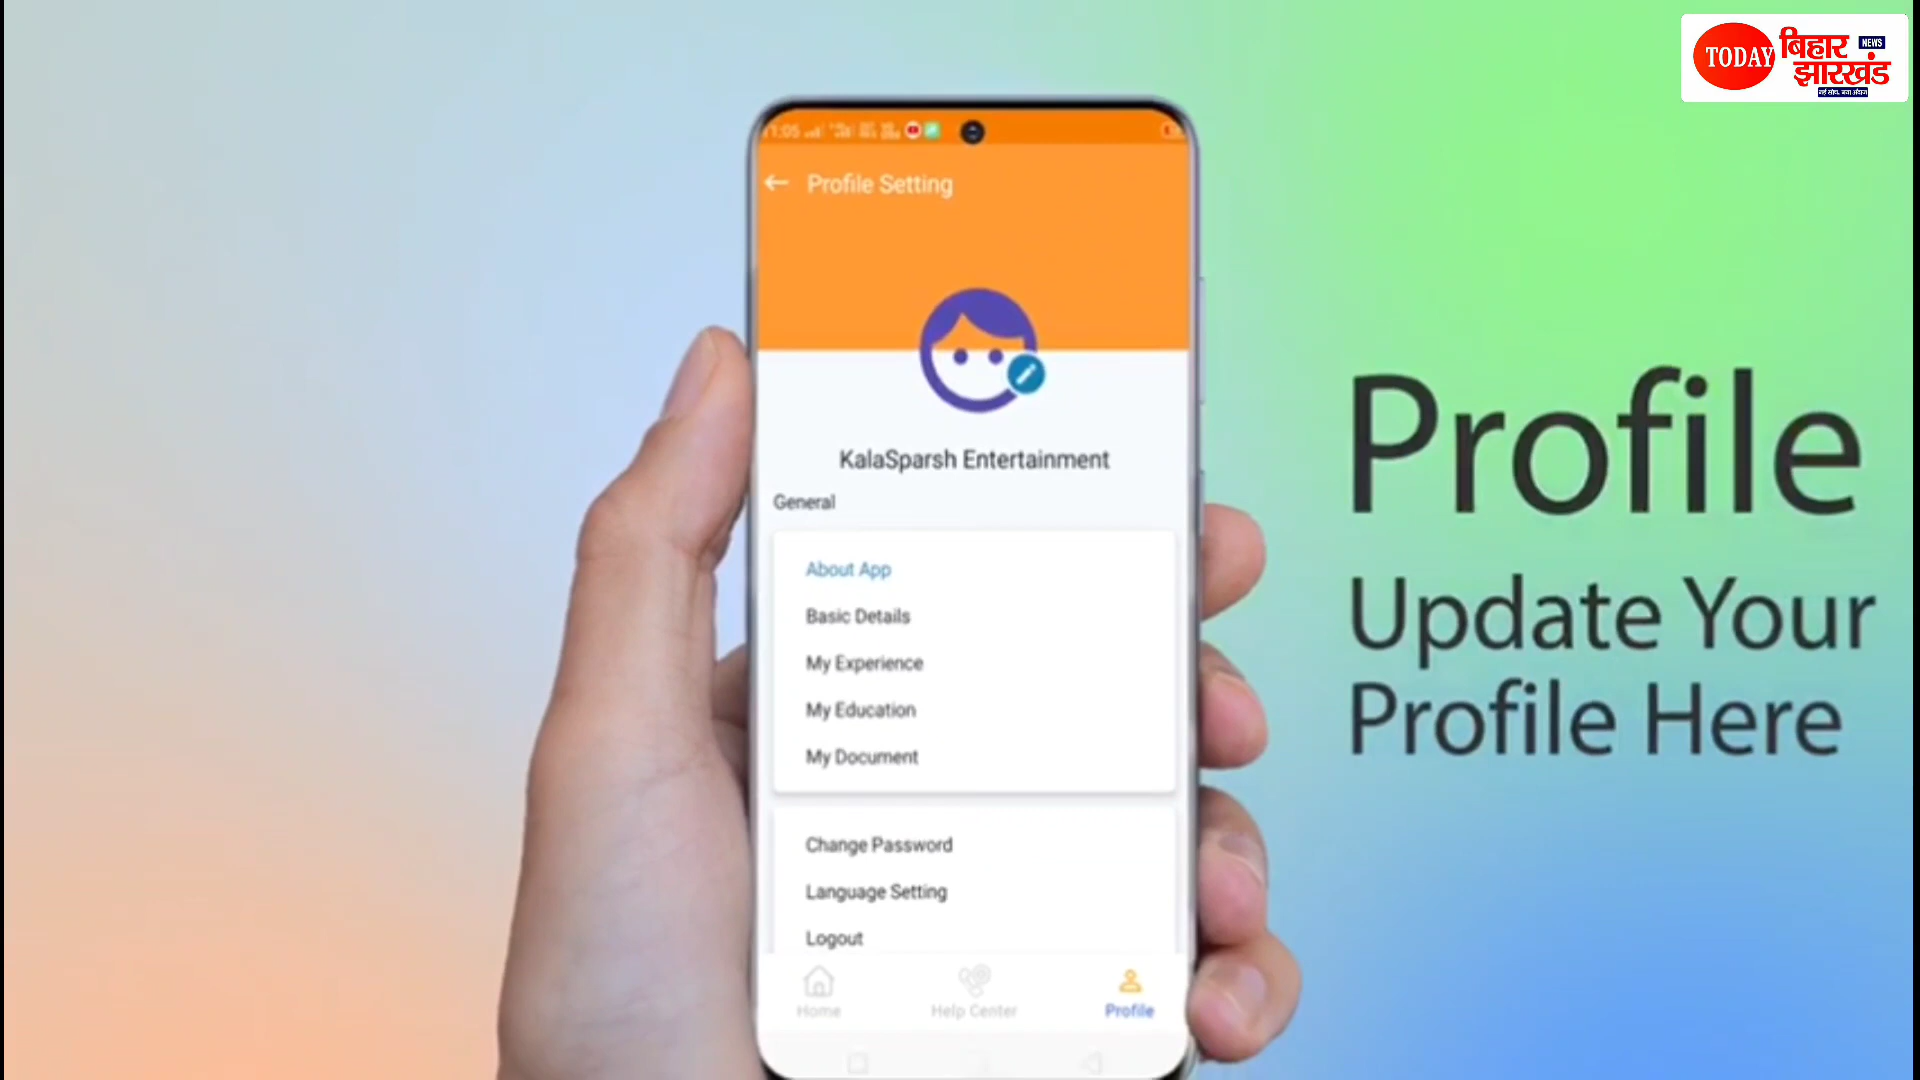 TODAY
बिहार
NEWS
झारखंड
Profile Setting
KalaSparsh Entertainment
General
About App
Basic Details
My Experience
My Education
My Document
Change Password
Language Setting
Logout
Home
Help Center
Profile
Profile
Update Your
Profile Here